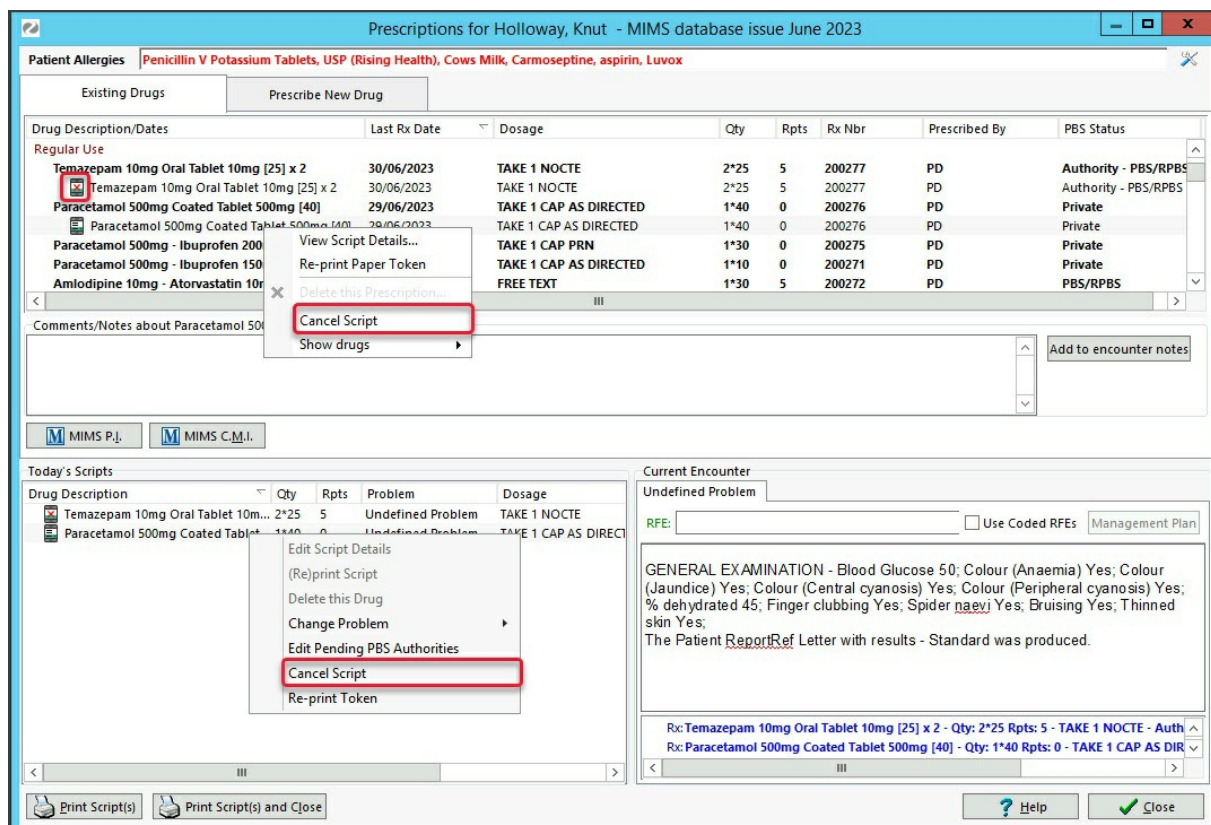 Prescriptions for Holloway, Knut - MIMS database issue June 2023
Patient Allergies Penicillin V Potassium Tablets, USP (Rising Health), Cows Milk, Carmoseptine, aspirin, Luvox
Existing Drugs Prescribe New Drug
Drug Description/Dates Last Rx Date Dosage Qty Rpts Rx Nbr Prescribed By PBS Status
Regular Use
Temazepam 10mg Oral Tablet 10mg [25] x 2 30/06/2023 TAKE 1 NOCTE 2*25 5 200277 PD Authority - PBS/RPBS
Temazepam 10mg Oral Tablet 10mg [25] x 2 30/06/2023 TAKE 1 NOCTE 2*25 5 200277 PD Authority - PBS/RPBS
Paracetamol 500mg Coated Tablet 500mg [40] 29/06/2023 TAKE 1 CAP AS DIRECTED 1*40 0 200276 PD Private
Paracetamol 500mg Coated Tablet 500mg [40] 29/06/2023 TAKE 1 CAP AS DIRECTED 1*40 0 200276 PD Private
Paracetamol 500mg - Ibuprofen 200 TAKE 1 CAP PRN 1*30 0 200275 PD Private
Paracetamol 500mg - Ibuprofen 150 TAKE 1 CAP AS DIRECTED 1*10 0 200271 PD Private
Amlodipine 10mg - Atorvastatin 10 FREE TEXT 1*30 5 200272 PD PBS/RPBS
View Script Details...
Re-print Paper Token
Delete this Prescription...
Cancel Script
Show drugs
Comments/Notes about Paracetamol 50
Add to encounter notes
MIMS P.I. MIMS C.M.I.
Today's Scripts
Drug Description Qty Rpts Problem Dosage
Temazepam 10mg Oral Tablet 10m... 2*25 5 Undefined Problem TAKE 1 NOCTE
Paracetamol 500mg Coated Tablet... 1*40 0 Undefined Problem TAKE 1 CAP AS DIRECT
Edit Script Details
(Re)print Script
Delete this Drug
Change Problem
Edit Pending PBS Authorities
Cancel Script
Re-print Token
Current Encounter
Undefined Problem
RFE: Use Coded RFEs Management Plan
GENERAL EXAMINATION - Blood Glucose 50; Colour (Anaemia) Yes; Colour
(Jaundice) Yes; Colour (Central cyanosis) Yes; Colour (Peripheral cyanosis) Yes;
% dehydrated 45; Finger clubbing Yes; Spider naevi Yes; Bruising Yes; Thinned
skin Yes;
The Patient ReportRef Letter with results - Standard was produced.
Rx:Temazepam 10mg Oral Tablet 10mg [25] x 2 - Qty: 2*25 Rpts: 5 - TAKE 1 NOCTE - Auth
Rx:Paracetamol 500mg Coated Tablet 500mg [40] - Qty: 1*40 Rpts: 0 - TAKE 1 CAP AS DIR
Print Script(s) Print Script(s) and Close Help Close